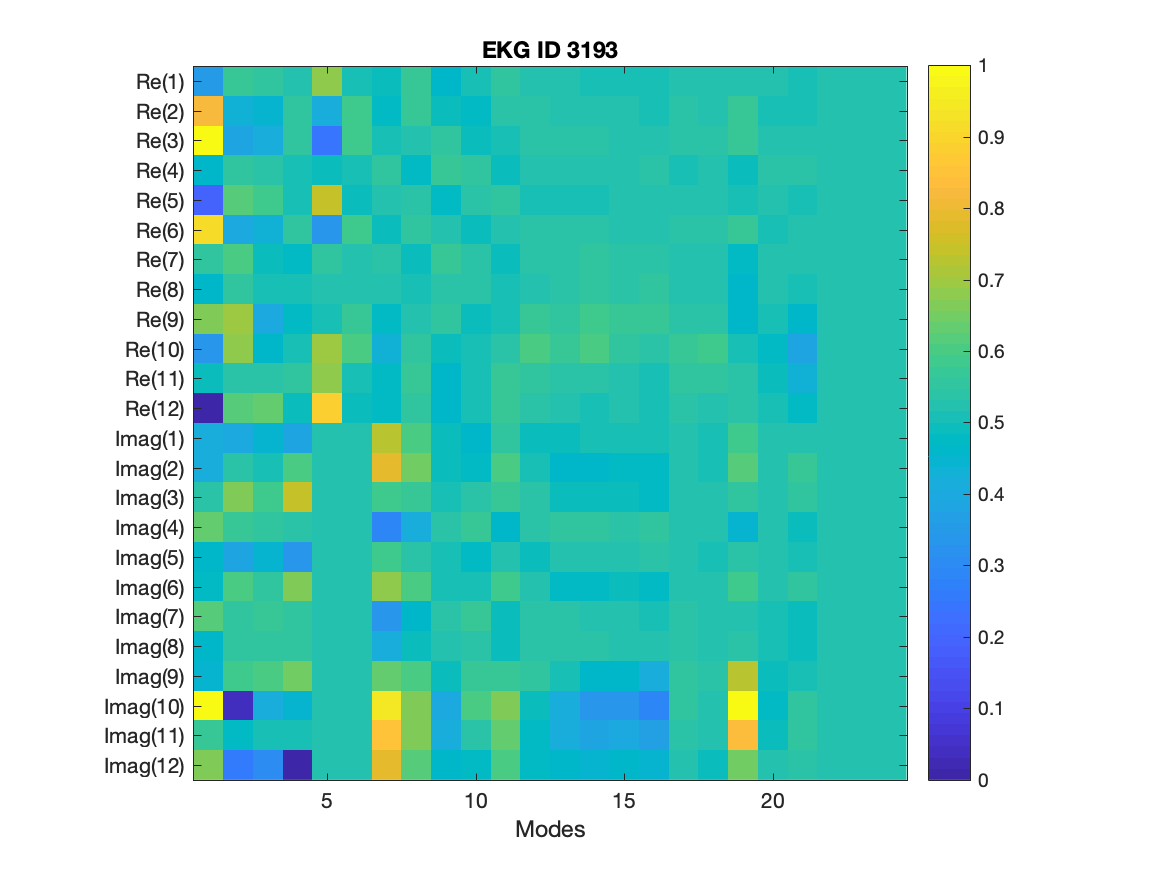 EKG ID 3193
Re(1)
Re(2)
Re(3)
Re(4)
Re(5)
Re(6)
Re(7)
Re(8)
Re(9)
Re(10)
Re(11)
Re(12)
Imag(1)
Imag(2)
Imag(3)
Imag(4)
Imag(5)
Imag(6)
Imag(7)
Imag(8)
Imag(9)
Imag(10)
Imag(11)
Imag(12)
5 10 15 20
Modes
1
0.9
0.8
0.7
0.6
0.5
0.4
0.3
0.2
0.1
0